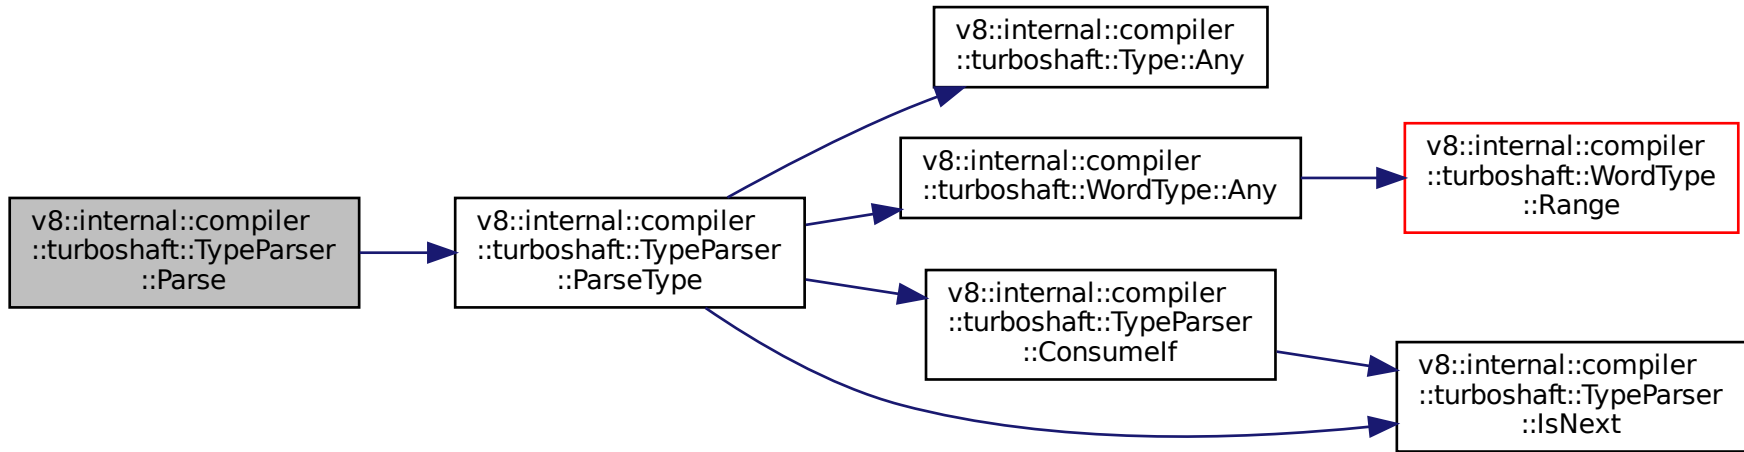 v8::internal::compiler
::turboshaft::TypeParser
::Parse
v8::internal::compiler
::turboshaft::TypeParser
::ParseType
v8::internal::compiler
::turboshaft::Type::Any
v8::internal::compiler
::turboshaft::WordType::Any
v8::internal::compiler
::turboshaft::WordType
::Range
v8::internal::compiler
::turboshaft::TypeParser
::ConsumeIf
v8::internal::compiler
::turboshaft::TypeParser
::IsNext